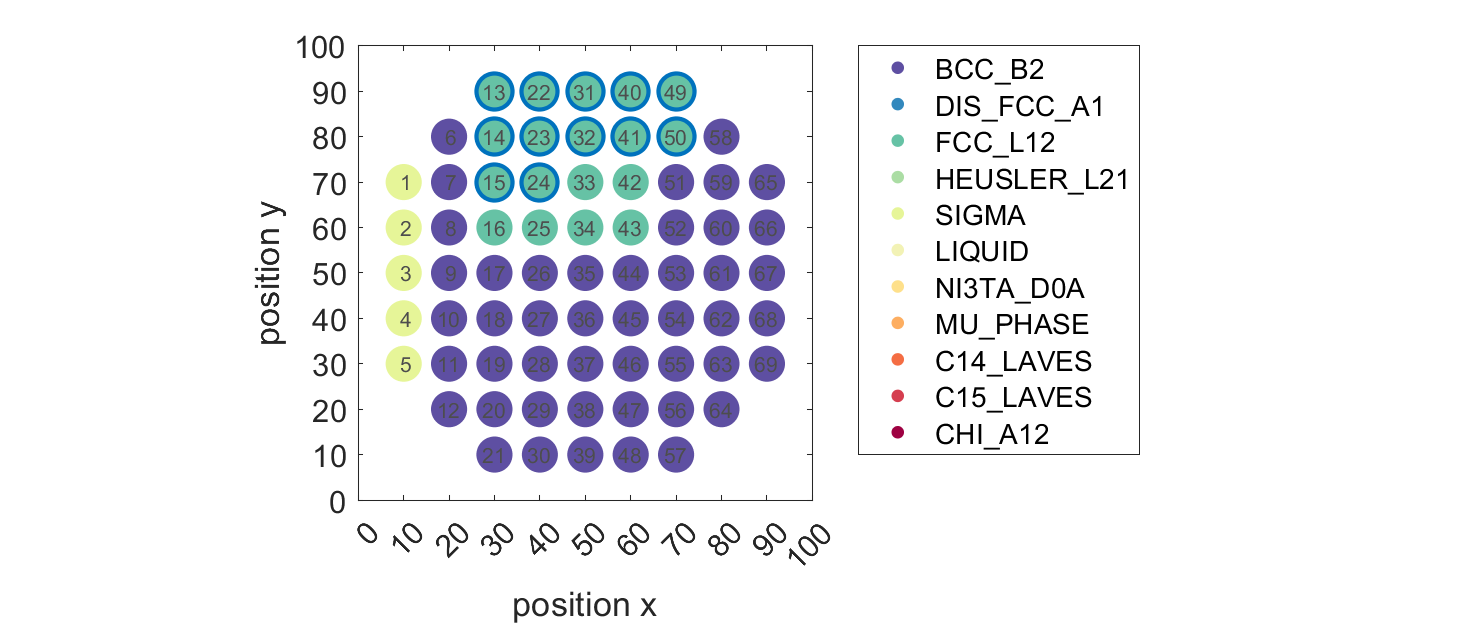 100
90
80
70
60
50
40
30
20
10
0
position y
13 22 31 40 49
6 14 23 32 41 50 58
1 7 15 24 33 42 51 59 65
2 8 16 25 34 43 52 60 66
3 9 17 26 35 44 53 61 67
4 10 18 27 36 45 54 62 68
5 11 19 28 37 46 55 63 69
12 20 29 38 47 56 64
21 30 39 48 57
0 10 20 30 40 50 60 70 80 90 100
position x
BCC_B2
DIS_FCC_A1
FCC_L12
HEUSLER_L21
SIGMA
LIQUID
NI3TA_D0A
MU_PHASE
C14_LAVES
C15_LAVES
CHI_A12